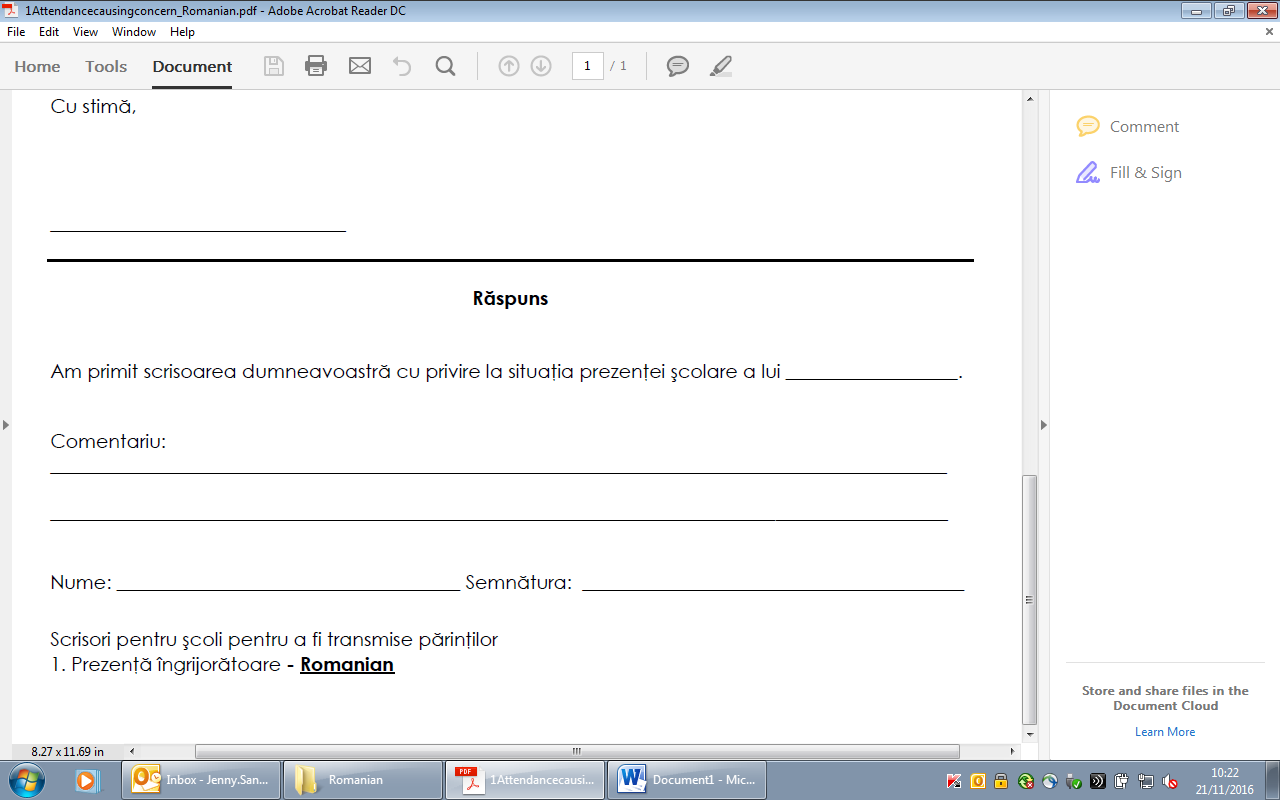 1Attendancecausingconcern_Romanian.pdf - Adobe Acrobat Reader DC
File Edit View Window Help
Home Tools Document 1 / 1
Cu stimă,
Răspuns
Am primit scrisoarea dumneavoastră cu privire la situația prezenței şcolare a lui __________________.
Comentariu:
Nume: ____________________________________ Semnătura: ________________________________________
Scrisori pentru şcoli pentru a fi transmise părinților
1. Prezență îngrijorătoare - Romanian
Comment
Fill & Sign
Store and share files in the
Document Cloud
Learn More
8.27 x 11.69 in
Inbox - Jenny.San... Romanian 1Attendancecausi... Document1 - Mic...
10:22
21/11/2016